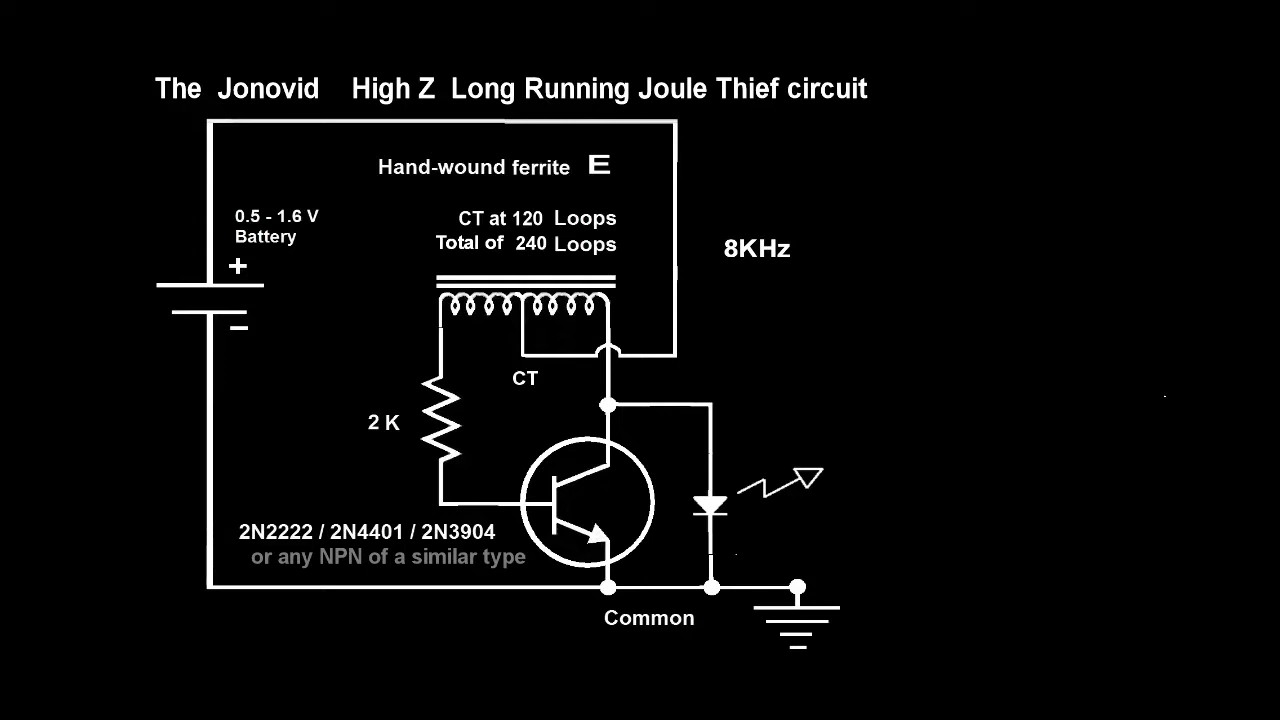 The Jonovid High Z Long Running Joule Thief circuit
Hand-wound ferrite E
0.5 - 1.6 V
Battery
+
−
CT at 120 Loops
Total of 240 Loops
8KHz
CT
2 K
2N2222 / 2N4401 / 2N3904
or any NPN of a similar type
Common